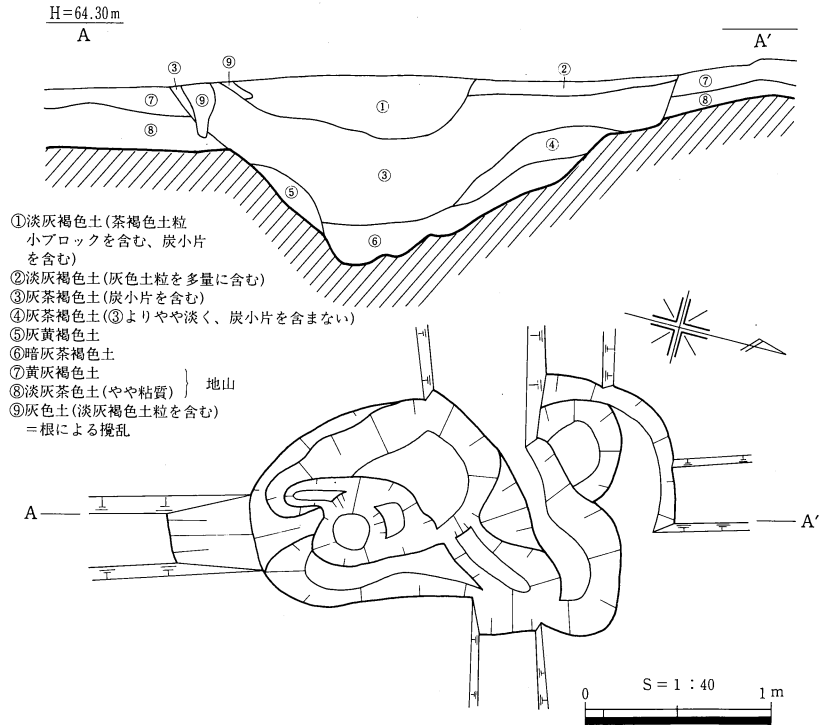 H=64.30m
A
A′
③
⑨
②
⑦
⑨
①
⑦
⑧
⑧
④
③
⑤
⑥
①淡灰褐色土(茶褐色土粒
小ブロックを含む、炭小片
を含む)
②淡灰褐色土(灰色土粒を多量に含む)
③灰茶褐色土(炭小片を含む)
④灰茶褐色土(③よりやや淡く、炭小片を含まない)
⑤灰黄褐色土
⑥暗灰茶褐色土
⑦黄灰褐色土
⑧淡灰茶色土(やや粘質)
地山
⑨灰色土(淡灰褐色土粒を含む)
＝根による攪乱
A
A′
S=1：40
0
1m